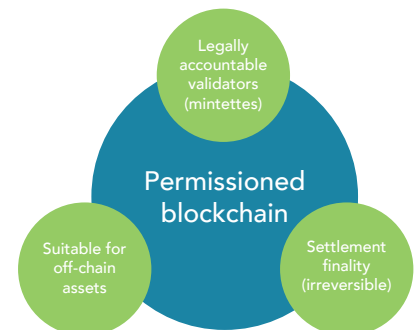 Legally
accountable
validators
(mintettes)
Permissioned
blockchain
Suitable for
off-chain
assets
Settlement
finality
(irreversible)